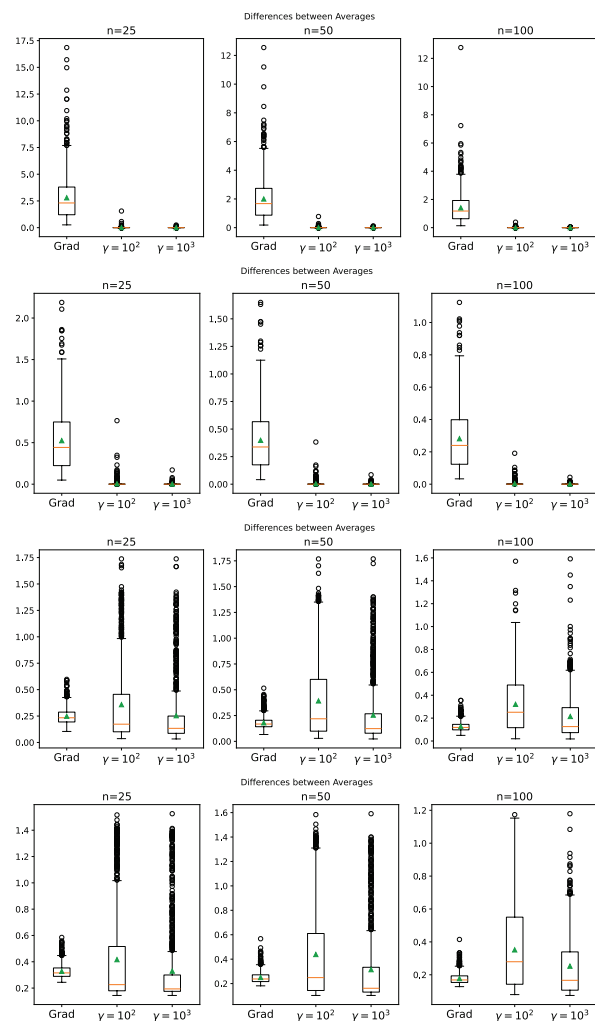 Differences between Averages
n=25 n=50 n=100
17.5 12 12
15.0 10 10
12.5 8 8
10.0 6 6
7.5 4 4
5.0 2 2
2.5 0 0
0.0
Grad γ = 10² γ = 10³ Grad γ = 10² γ = 10³ Grad γ = 10² γ = 10³
Differences between Averages
n=25 n=50 n=100
2.0 1.50 1.0
1.5 1.25 0.8
1.0 1.00 0.6
0.5 0.75 0.4
0.0 0.50 0.2
0.25 0.0
0.00
Grad γ = 10² γ = 10³ Grad γ = 10² γ = 10³ Grad γ = 10² γ = 10³
Differences between Averages
n=25 n=50 n=100
1.75 1.75 1.6
1.50 1.50 1.4
1.25 1.25 1.2
1.00 1.00 1.0
0.75 0.75 0.8
0.50 0.50 0.6
0.25 0.25 0.4
0.00 0.00 0.2
0.0
Grad γ = 10² γ = 10³ Grad γ = 10² γ = 10³ Grad γ = 10² γ = 10³
Differences between Averages
n=25 n=50 n=100
1.4 1.6 1.2
1.2 1.4 1.0
1.0 1.2 0.8
0.8 1.0 0.6
0.6 0.8 0.4
0.4 0.6 0.2
0.2 0.4
0.2
Grad γ = 10² γ = 10³ Grad γ = 10² γ = 10³ Grad γ = 10² γ = 10³